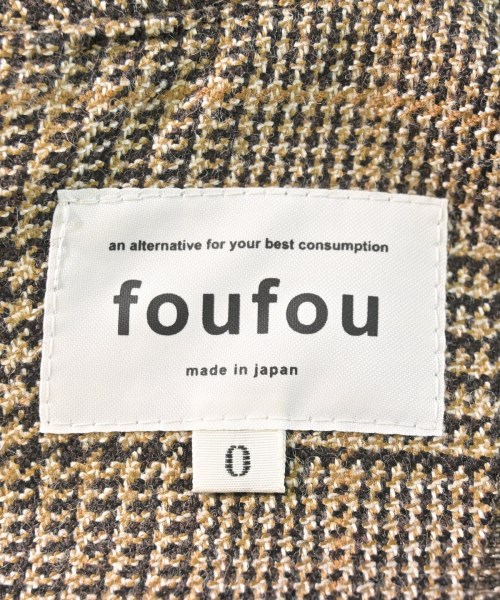 an alternative for your best consumption
foufou
made in japan
0